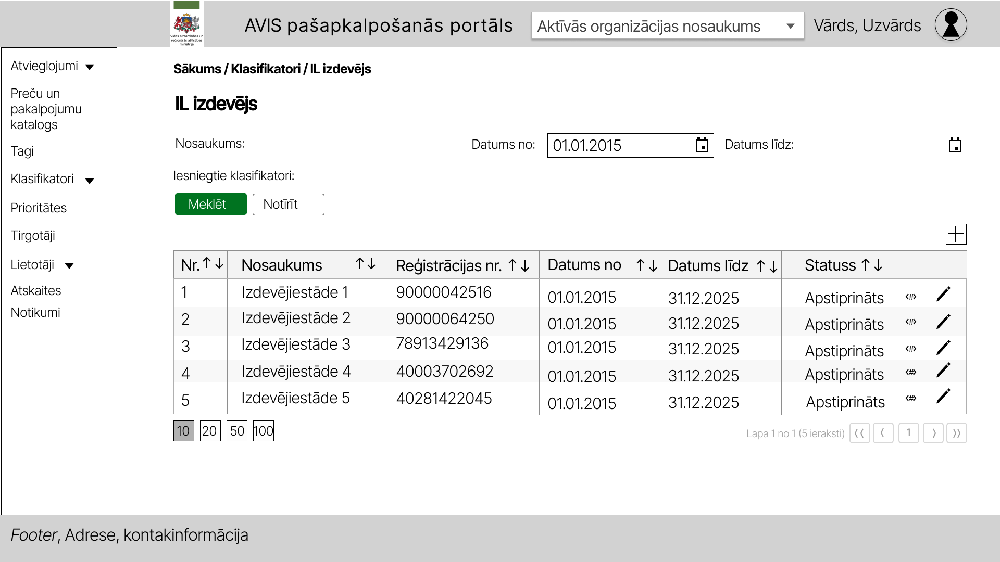 Vides aizsardzības un
reģionālās attīstības
ministrija
AVIS pašapkalpošanās portāls
Aktīvās organizācijas nosaukums
Vārds, Uzvārds
Atvieglojumi
Preču un
pakalpojumu
katalogs
Tagi
Klasifikatori
Prioritātes
Tirgotāji
Lietotāji
Atskaites
Notikumi
Sākums / Klasifikatori / IL izdevējs
IL izdevējs
Nosaukums:
Datums no: 01.01.2015
Datums līdz:
Iesniegtie klasifikatori:
Meklēt Notīrīt
Nr. ↑↓ Nosaukums ↑↓ Reģistrācijas nr. ↑↓ Datums no ↑↓ Datums līdz ↑↓ Statuss ↑↓
1 Izdevējiestāde 1 90000042516 01.01.2015 31.12.2025 Apstiprināts <#>
2 Izdevējiestāde 2 90000064250 01.01.2015 31.12.2025 Apstiprināts <#>
3 Izdevējiestāde 3 78913429136 01.01.2015 31.12.2025 Apstiprināts <#>
4 Izdevējiestāde 4 40003702692 01.01.2015 31.12.2025 Apstiprināts <#>
5 Izdevējiestāde 5 40281422045 01.01.2015 31.12.2025 Apstiprināts <#>
10 20 50 100
Lapa 1 no 1 (5 ieraksti) ⟨⟨ ⟨ 1 ⟩ ⟩⟩
Footer, Adrese, kontakinformācija